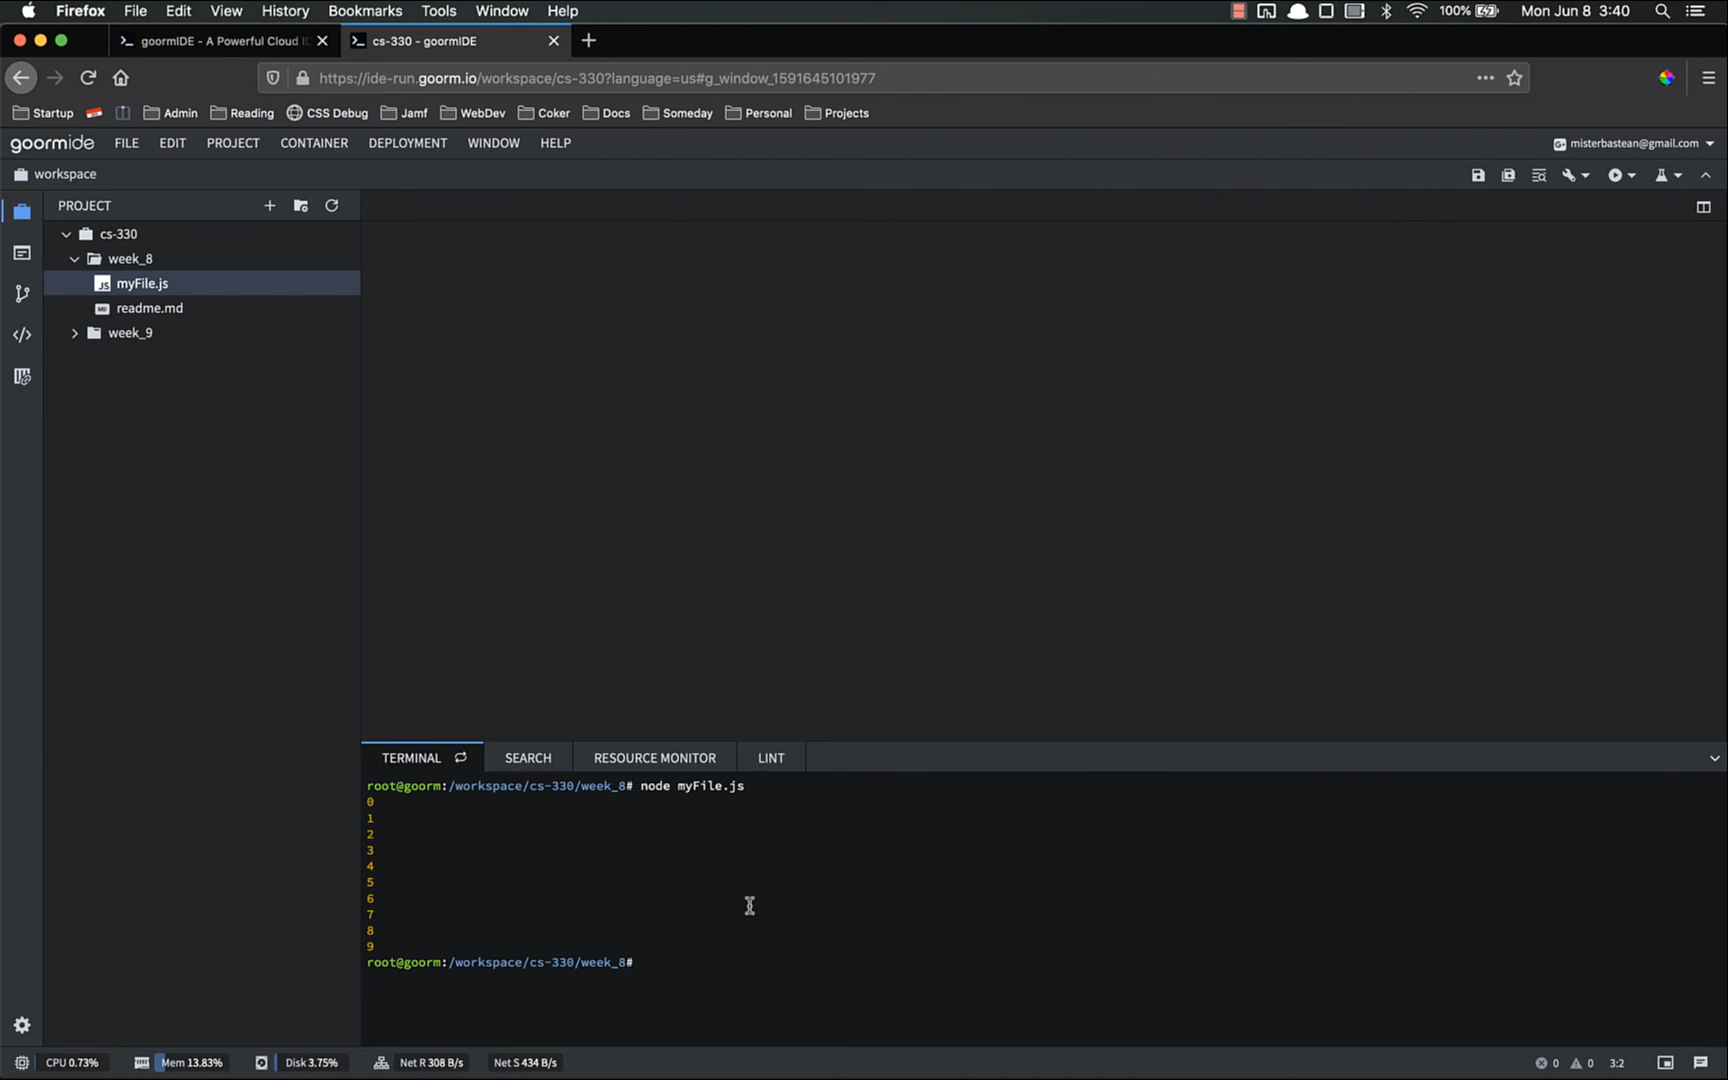 Firefox File Edit View History Bookmarks Tools Window Help 100% Mon Jun 8 3:40
goormIDE - A Powerful Cloud
cs-330 - goormIDE
https://ide-run.goorm.io/workspace/cs-330?language=us#g_window_1591645101977
Startup Admin Reading CSS Debug Jamf WebDev Coker Docs Someday Personal Projects
goormide FILE EDIT PROJECT CONTAINER DEPLOYMENT WINDOW HELP misterbastean@gmail.com
workspace
PROJECT
cs-330
week_8
JS myFile.js
MD readme.md
week_9
TERMINAL SEARCH RESOURCE MONITOR LINT
root@goorm:/workspace/cs-330/week_8# node myFile.js
0
1
2
3
4
5
6
7
8
9
root@goorm:/workspace/cs-330/week_8#
CPU 0.73% Mem 13.83% Disk 3.75% Net R 308 B/s Net S 434 B/s 0 0 3:2